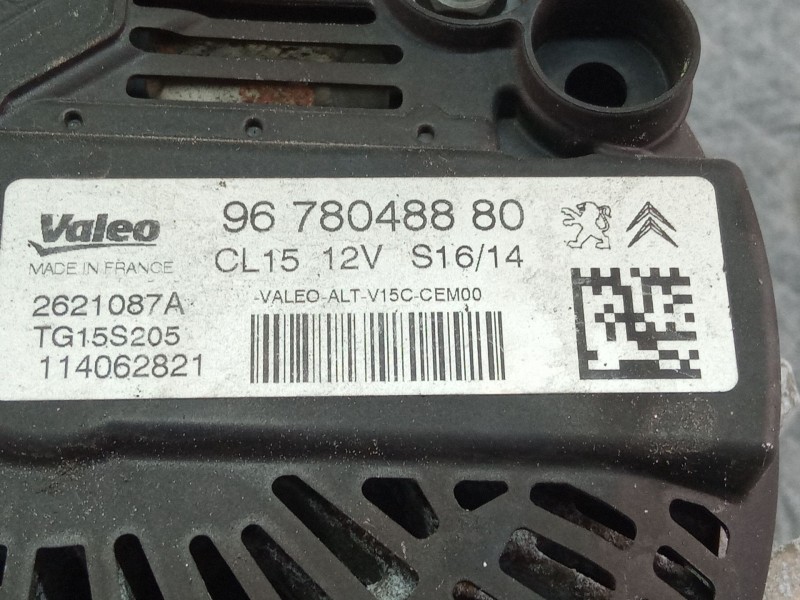 Valeo
MADE IN FRANCE
96 780488 80
CL15 12V S16/14
2621087A
TG15S205
114062821
-VALEO-ALT-V15C-CEM00